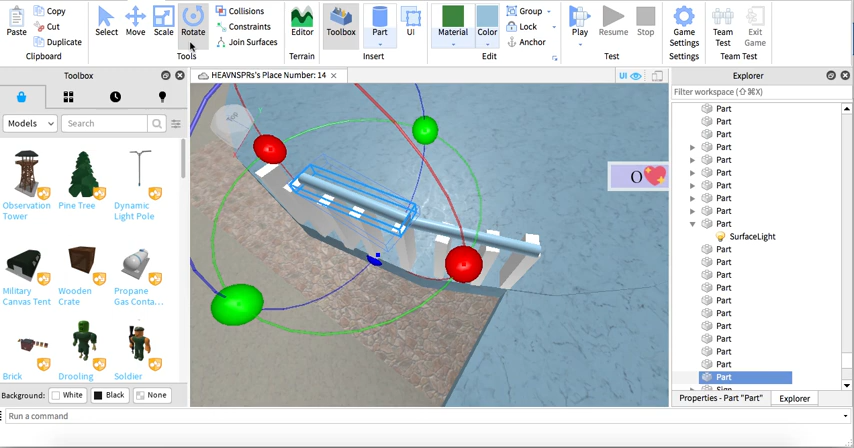 Paste
Copy
Cut
Duplicate
Clipboard
Select
Move
Scale
Rotate
Collisions
Constraints
Join Surfaces
Tools
Editor
Terrain
Toolbox
Part
UI
Insert
Material
Color
Group
Lock
Anchor
Edit
Play
Resume
Stop
Test
Game Settings
Game
Settings
Team
Test
Exit
Game
Team Test
Toolbox
HEAVNSPRs's Place Number: 14
UI
Explorer
Filter workspace (⇧⌘X)
Models
Search
Observation
Tower
Pine Tree
Dynamic
Light Pole
Military
Canvas Tent
Wooden
Crate
Propane
Gas Conta...
Brick
Drooling
Soldier
Background:
White
Black
None
Top
O💖
Part
Part
Part
Part
Part
Part
Part
Part
Part
Part
SurfaceLight
Part
Part
Part
Part
Part
Part
Part
Part
Part
Part
Part
Sign
Properties - Part "Part"
Explorer
Run a command